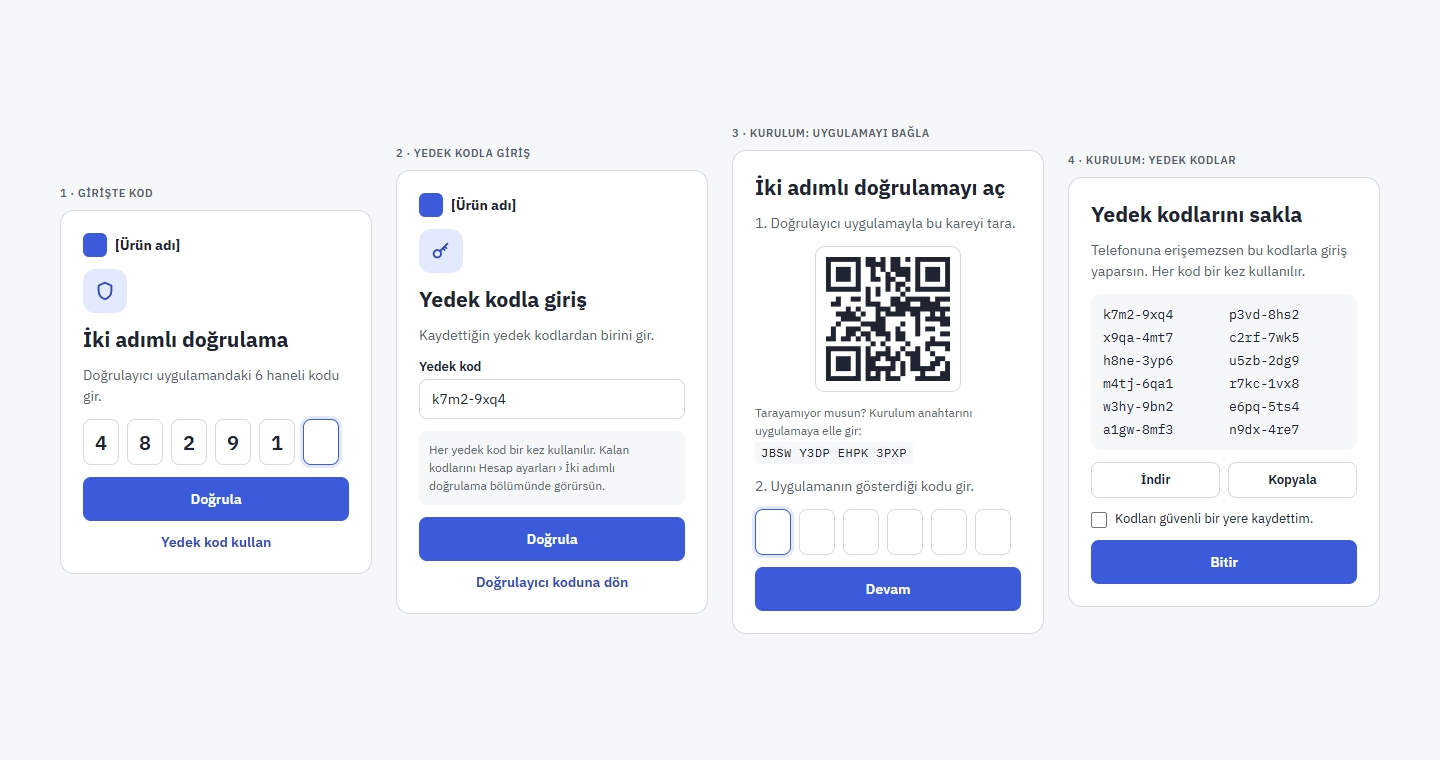 1 · GİRİŞTE KOD
[Ürün adı]
İki adımlı doğrulama
Doğrulayıcı uygulamandaki 6 haneli kodu
gir.
4 8 2 9 1
Doğrula
Yedek kod kullan
2 · YEDEK KODLA GİRİŞ
[Ürün adı]
Yedek kodla giriş
Kaydettiğin yedek kodlardan birini gir.
Yedek kod
k7m2-9xq4
Her yedek kod bir kez kullanılır. Kalan
kodlarını Hesap ayarları › İki adımlı
doğrulama bölümünde görürsün.
Doğrula
Doğrulayıcı koduna dön
3 · KURULUM: UYGULAMAYI BAĞLA
İki adımlı doğrulamayı aç
1. Doğrulayıcı uygulamayla bu kareyi tara.
Tarayamıyor musun? Kurulum anahtarını
uygulamaya elle gir:
JBSW Y3DP EHPK 3PXP
2. Uygulamanın gösterdiği kodu gir.
Devam
4 · KURULUM: YEDEK KODLAR
Yedek kodlarını sakla
Telefonuna erişemezsen bu kodlarla giriş
yaparsın. Her kod bir kez kullanılır.
k7m2-9xq4 p3vd-8hs2
x9qa-4mt7 c2rf-7wk5
h8ne-3yp6 u5zb-2dg9
m4tj-6qa1 r7kc-1vx8
w3hy-9bn2 e6pq-5ts4
a1gw-8mf3 n9dx-4re7
İndir Kopyala
Kodları güvenli bir yere kaydettim.
Bitir